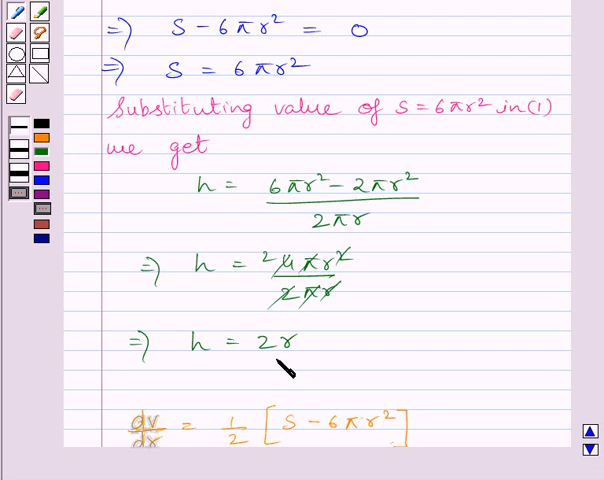 ⇒) S - 6πr² = 0
⇒) S = 6πr²
Substituting value of S = 6πr² in (1)
we get
h = 6πr² - 2πr² / 2πr
⇒) h = 2 4πr² / 2πr
⇒) h = 2r
dv/dr = 1/2 [S - 6πr²]